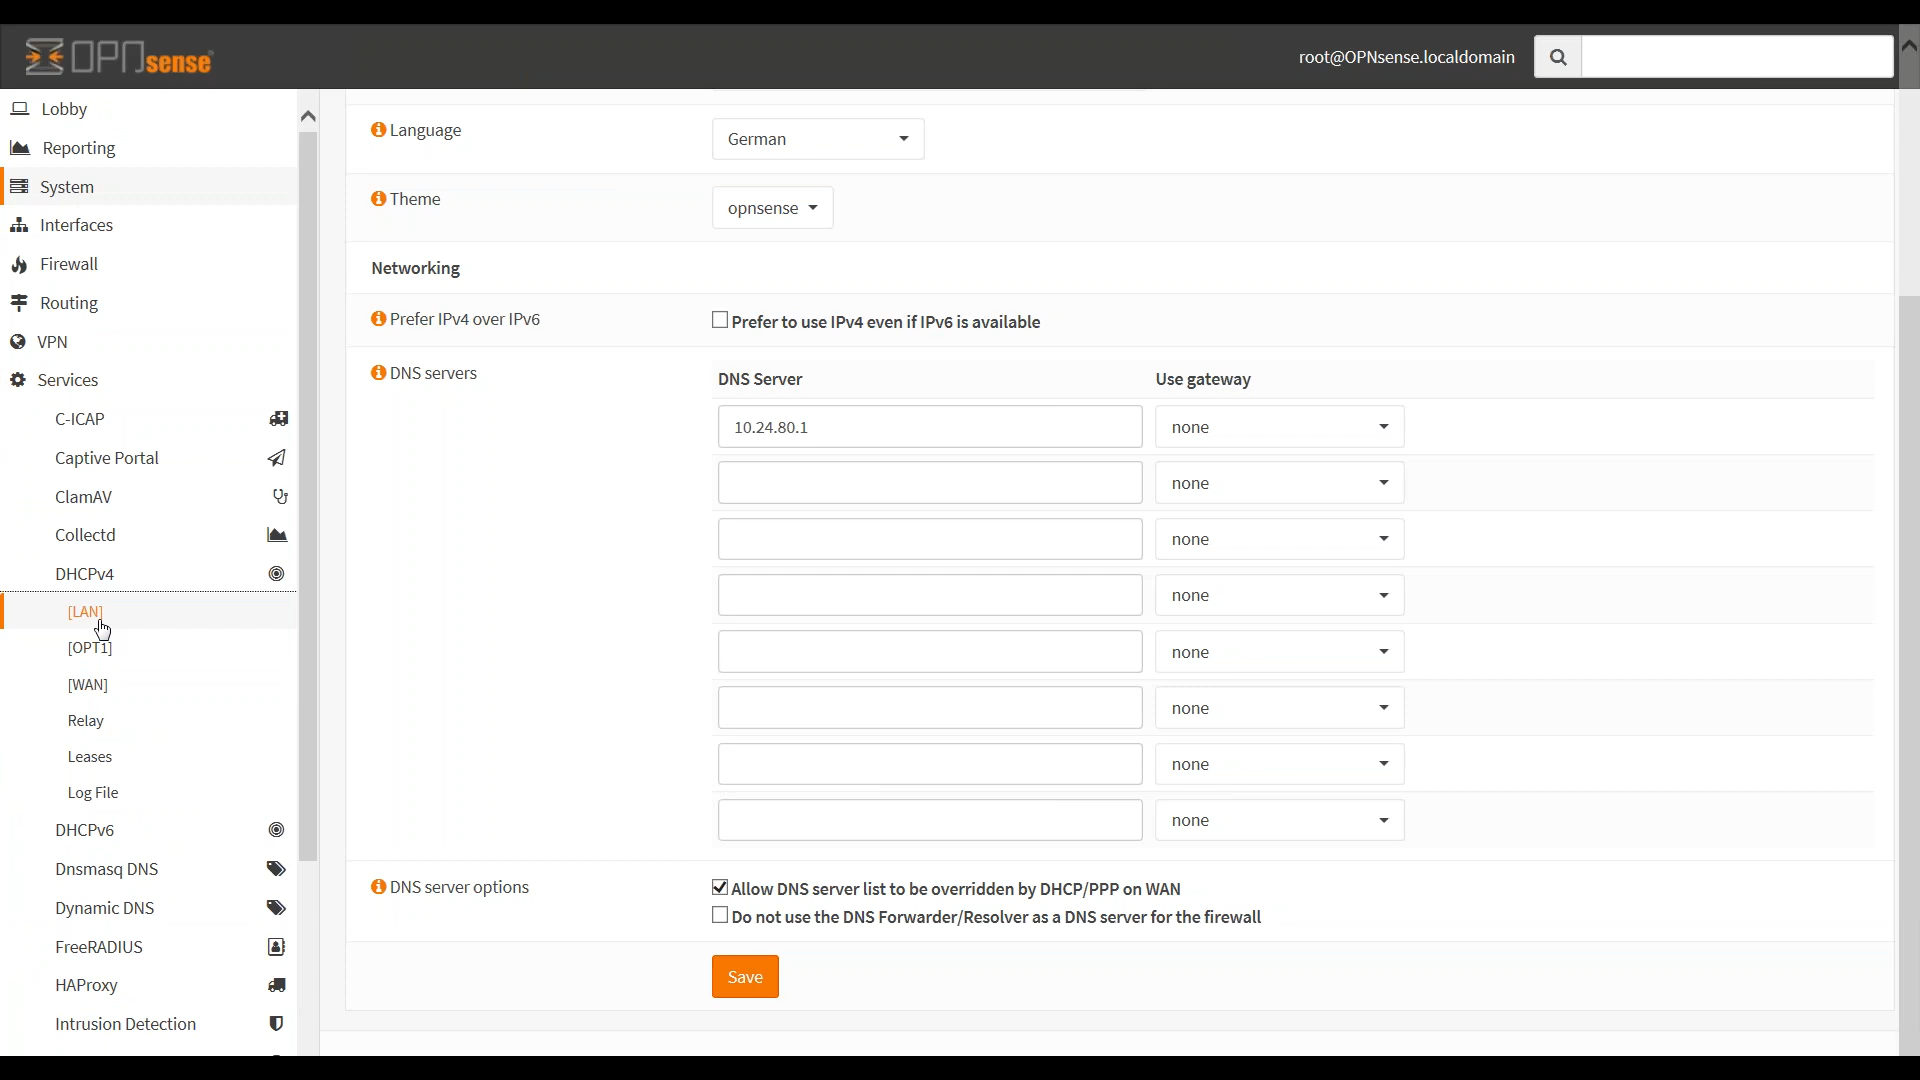 OPNsense
root@OPNsense.localdomain
Lobby
Reporting
System
Interfaces
Firewall
Routing
VPN
Services
C-ICAP
Captive Portal
ClamAV
Collectd
DHCPv4
[LAN]
[OPT1]
[WAN]
Relay
Leases
Log File
DHCPv6
Dnsmasq DNS
Dynamic DNS
FreeRADIUS
HAProxy
Intrusion Detection
Language German
Theme opnsense
Networking
Prefer IPv4 over IPv6 Prefer to use IPv4 even if IPv6 is available
DNS servers DNS Server Use gateway
10.24.80.1 none
none
none
none
none
none
none
none
DNS server options Allow DNS server list to be overridden by DHCP/PPP on WAN
Do not use the DNS Forwarder/Resolver as a DNS server for the firewall
Save